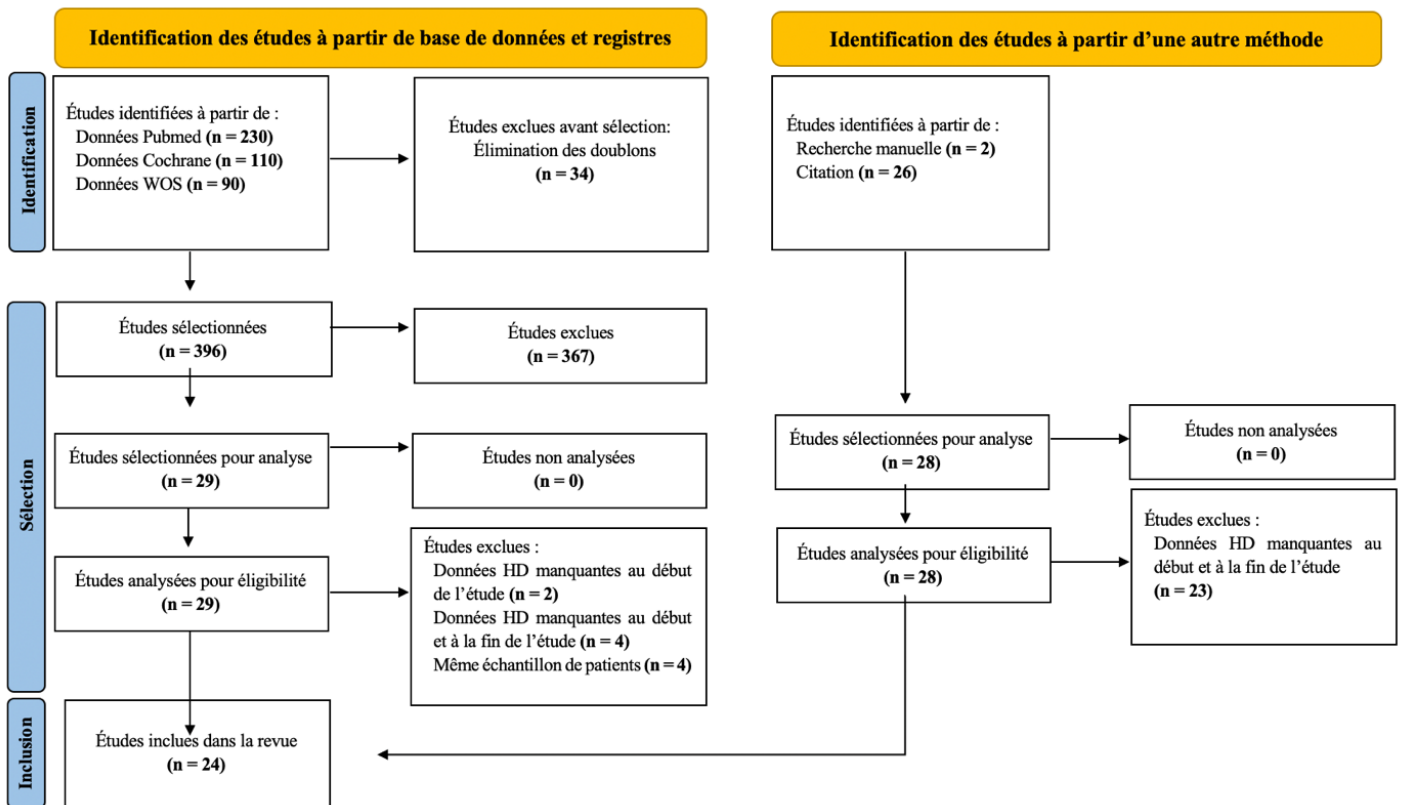 Identification des études à partir de base de données et registres
Identification des études à partir d’une autre méthode
Identification
Études identifiées à partir de :
Données Pubmed (n = 230)
Données Cochrane (n = 110)
Données WOS (n = 90)
Études exclues avant sélection:
Élimination des doublons
(n = 34)
Études identifiées à partir de :
Recherche manuelle (n = 2)
Citation (n = 26)
Sélection
Études sélectionnées
(n = 396)
Études exclues
(n = 367)
Études sélectionnées pour analyse
(n = 29)
Études non analysées
(n = 0)
Études sélectionnées pour analyse
(n = 28)
Études non analysées
(n = 0)
Études analysées pour éligibilité
(n = 29)
Études exclues :
Données HD manquantes au début
de l’étude (n = 2)
Données HD manquantes au début
et à la fin de l’étude (n = 4)
Même échantillon de patients (n = 4)
Études analysées pour éligibilité
(n = 28)
Études exclues :
Données HD manquantes au
début et à la fin de l’étude
(n = 23)
Inclusion
Études inclues dans la revue
(n = 24)